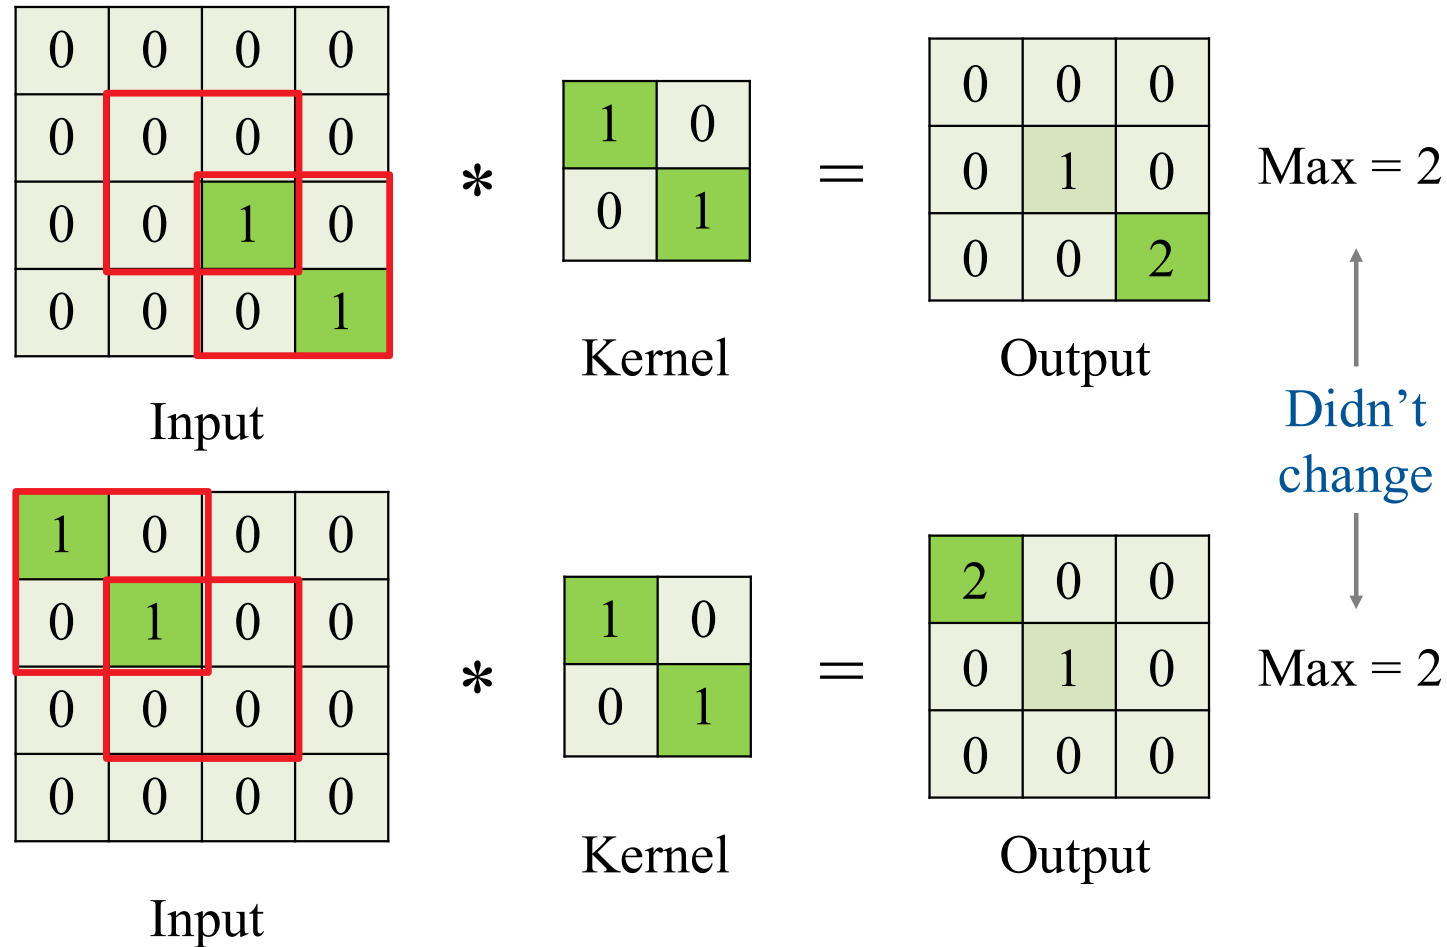 0 0 0 0
0 0 0 0
0 0 1 0
0 0 0 1
Input
*
1 0
0 1
Kernel
=
0 0 0
0 1 0
0 0 2
Output
Max = 2
Didn’t
change
1 0 0 0
0 1 0 0
0 0 0 0
0 0 0 0
Input
*
1 0
0 1
Kernel
=
2 0 0
0 1 0
0 0 0
Output
Max = 2